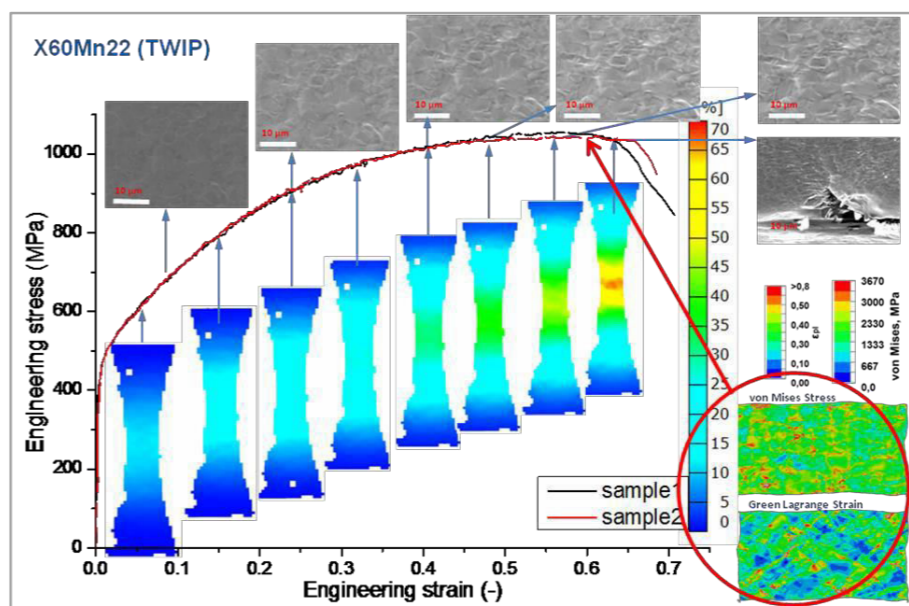 X60Mn22 (TWIP)
10 μm
10 μm
10 μm
10 μm
10 μm
10 μm
%]
70
65
60
55
50
45
40
35
30
25
20
15
10
5
0
Engineering stress (MPa)
1000
800
600
400
200
0
0.0
0.1
0.2
0.3
0.4
0.5
0.6
0.7
Engineering strain (-)
sample1
sample2
>0,8
0,50
0,40
0,30
0,10
0,00
εpl
3670
3000
2330
1333
667
0,0
von Mises, MPa
von Mises Stress
Green Lagrange Strain